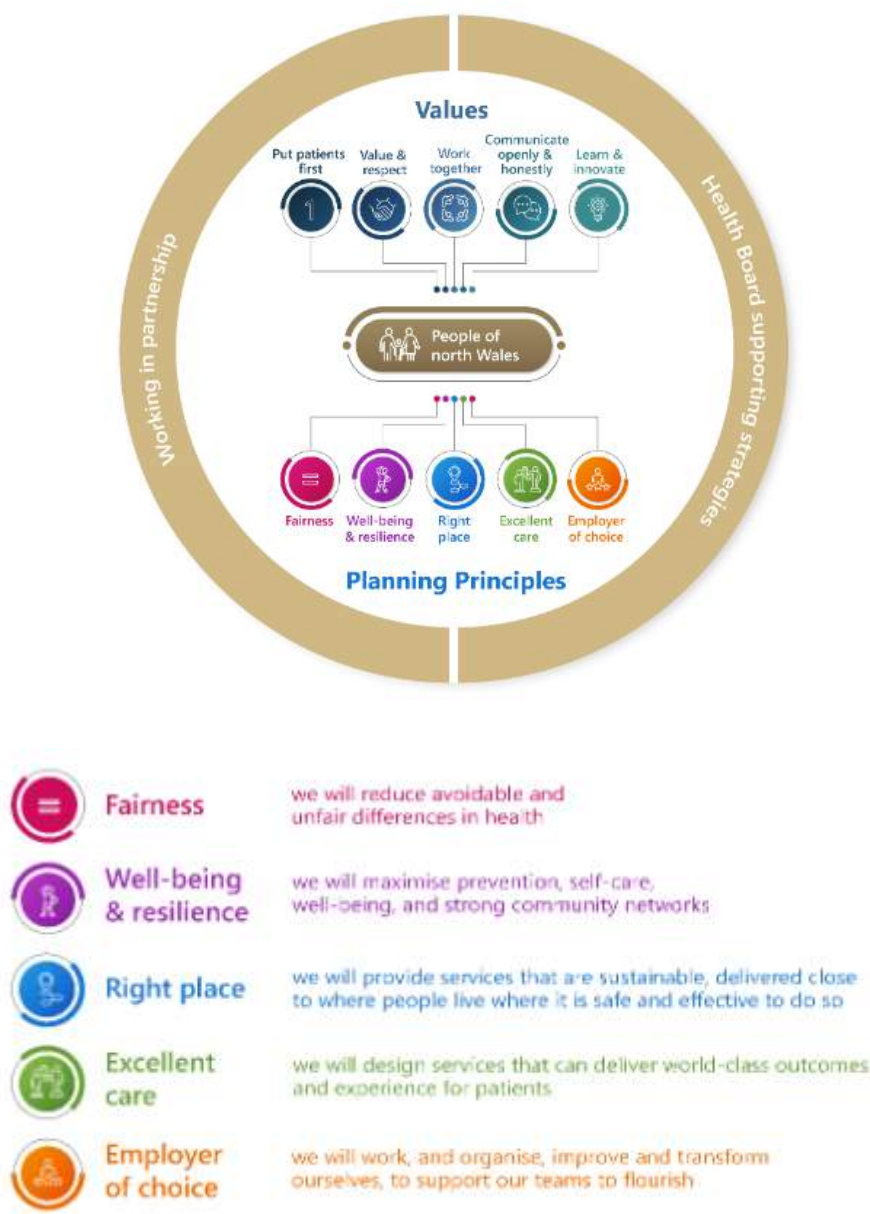 Values
Put patients
first
Value &
respect
Work
together
Communicate
openly &
honestly
Learn &
innovate
1
Working in partnership
Health Board supporting strategies
People of
north Wales
=
Fairness
Well-being
& resilience
Right
place
Excellent
care
Employer
of choice
Planning Principles
=
Fairness
we will reduce avoidable and
unfair differences in health
Well-being
& resilience
we will maximise prevention, self-care,
well-being, and strong community networks
Right place
we will provide services that are sustainable, delivered close
to where people live where it is safe and effective to do so
Excellent
care
we will design services that can deliver world-class outcomes
and experience for patients
Employer
of choice
we will work, and organise, improve and transform
ourselves, to support our teams to flourish